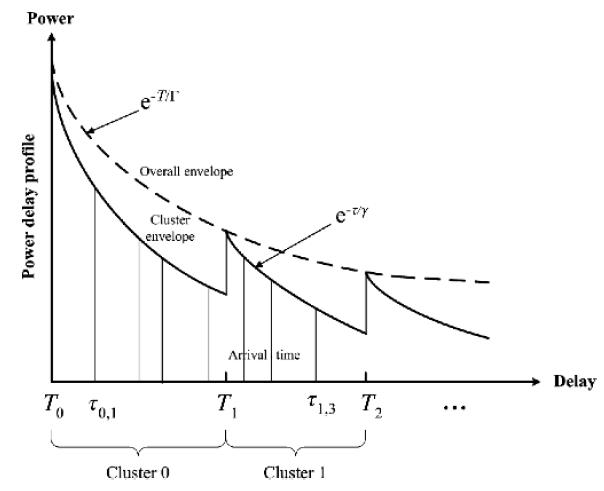 Power
e^{-T/Γ}
Overall envelope
Cluster
envelope
e^{-τ/γ}
Power delay profile
Arrival time
Delay
T_0 τ_{0,1} T_1 τ_{1,3} T_2 ...
Cluster 0 Cluster 1